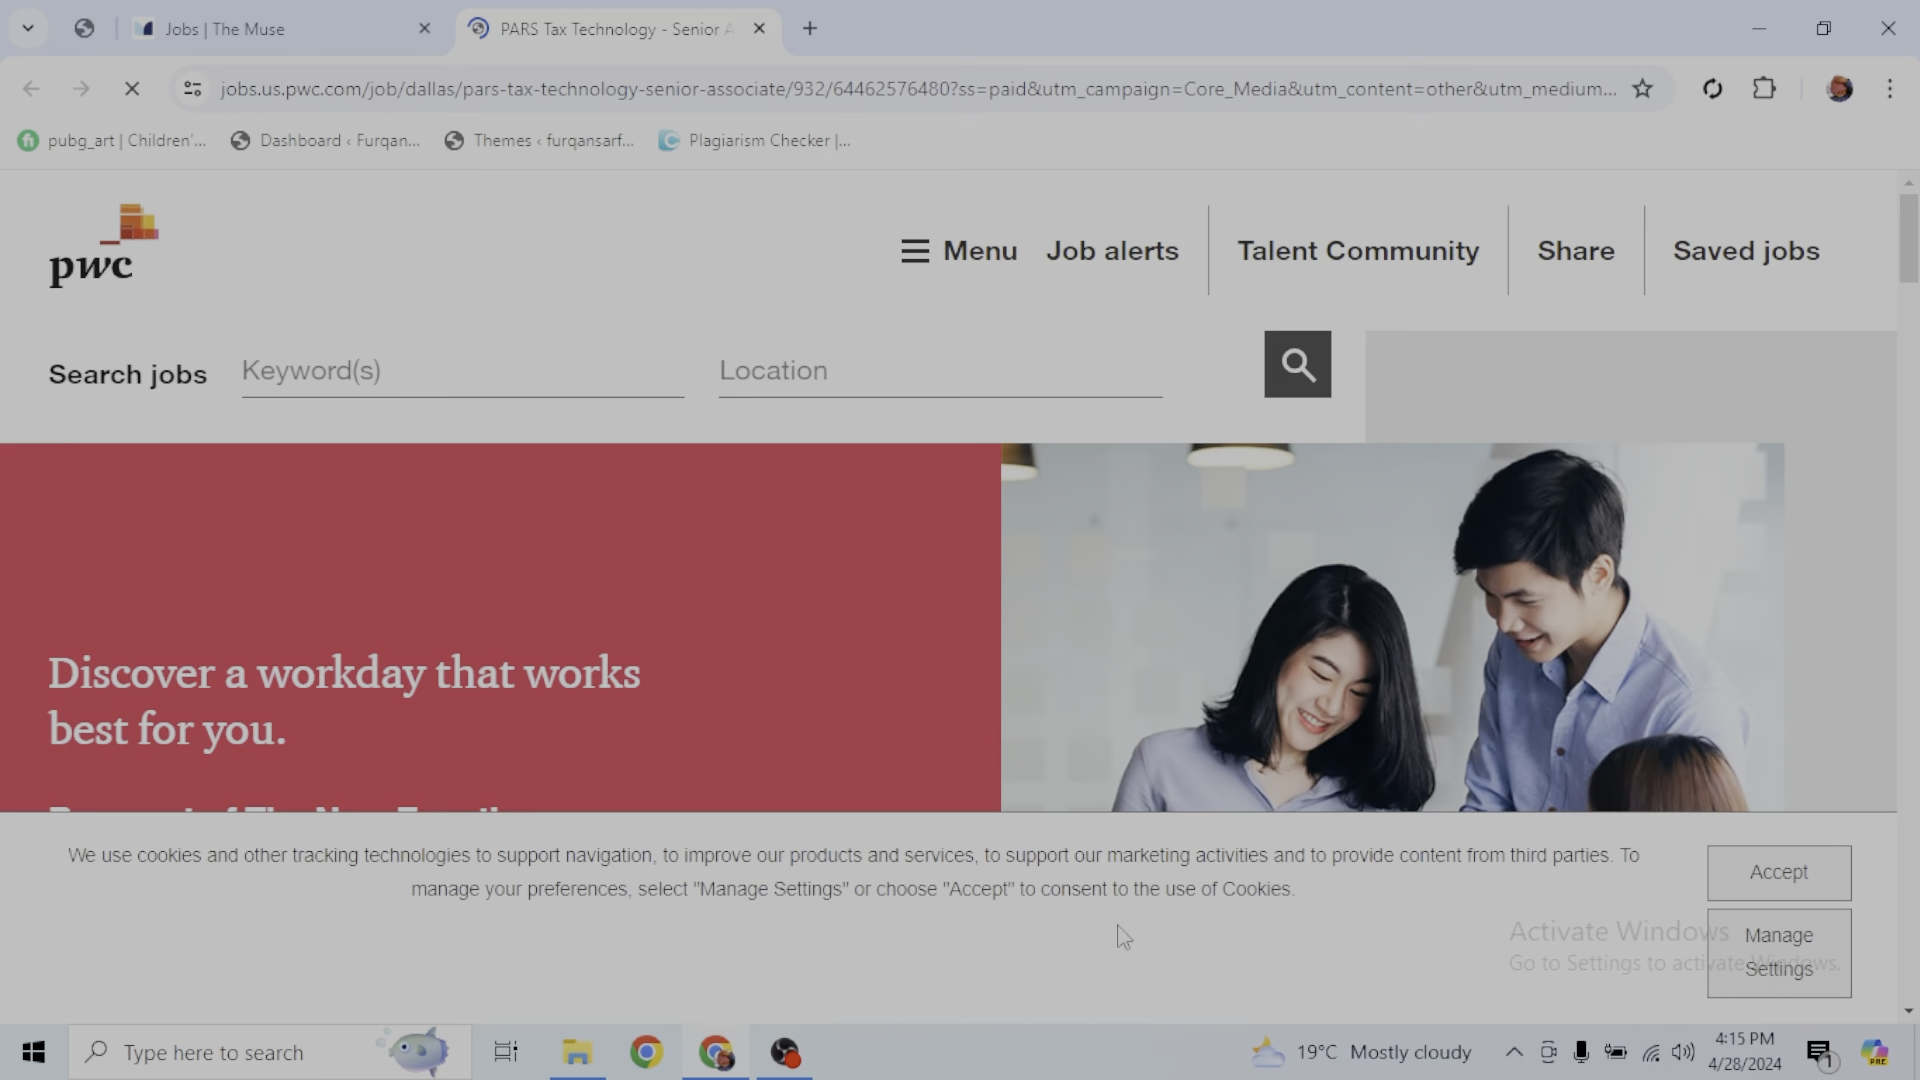 Jobs | The Muse
PARS Tax Technology - Senior A
jobs.us.pwc.com/job/dallas/pars-tax-technology-senior-associate/932/64462576480?ss=paid&utm_campaign=Core_Media&utm_content=other&utm_medium...
pubg_art | Children'...
Dashboard ‹ Furqan...
Themes ‹ furqansarf...
Plagiarism Checker |...
pwc
Menu
Job alerts
Talent Community
Share
Saved jobs
Search jobs
Keyword(s)
Location
Discover a workday that works
best for you.
We use cookies and other tracking technologies to support navigation, to improve our products and services, to support our marketing activities and to provide content from third parties. To
manage your preferences, select "Manage Settings" or choose "Accept" to consent to the use of Cookies.
Accept
Manage
Settings
Activate Windows
Go to Settings to activate Windows.
Type here to search
19°C Mostly cloudy
4:15 PM
4/28/2024
1
PRE